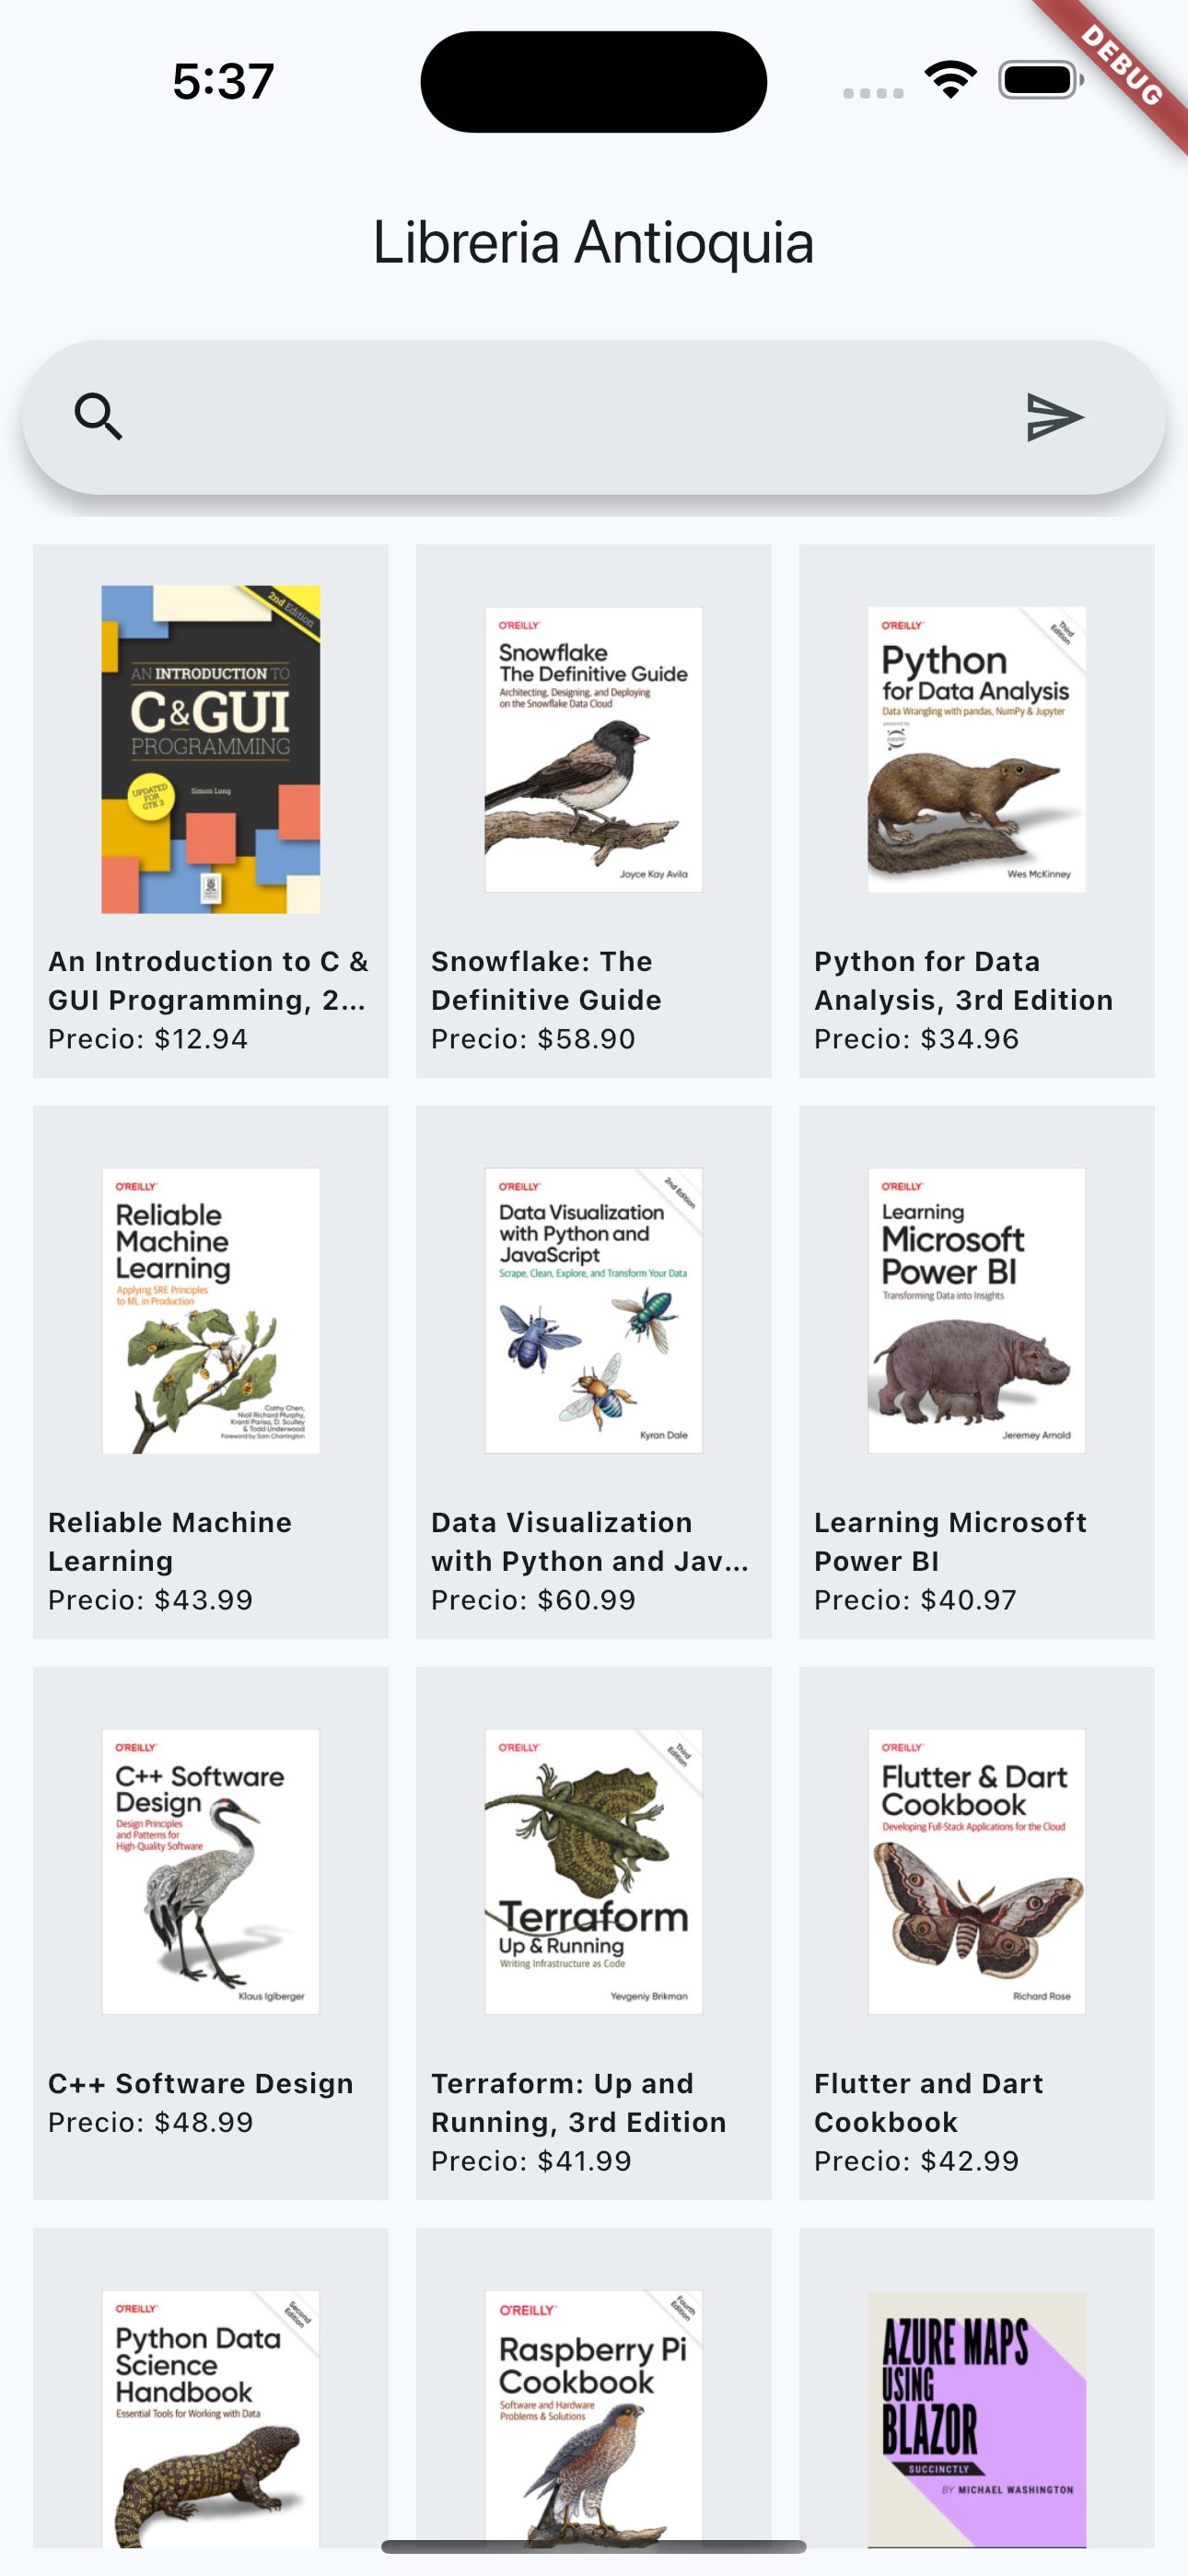 5:37
DEBUG
Libreria Antioquia
2nd Edition
AN INTRODUCTION TO
C & GUI
PROGRAMMING
UPDATED
FOR
GTK 3
Simon Long
An Introduction to C &
GUI Programming, 2...
Precio: $12.94
O'REILLY
Snowflake
The Definitive Guide
Architecting, Designing, and Deploying
on the Snowflake Data Cloud
Joyce Kay Avila
Snowflake: The
Definitive Guide
Precio: $58.90
O'REILLY
Third
Edition
Python
for Data Analysis
Data Wrangling with pandas, NumPy & Jupyter
powered by
jupyter
Wes McKinney
Python for Data
Analysis, 3rd Edition
Precio: $34.96
O'REILLY
Reliable
Machine
Learning
Applying SRE Principles
to ML in Production
Cathy Chen,
Niall Richard Murphy,
Kranti Parisa, D. Sculley
& Todd Underwood
Foreword by Sam Charrington
Reliable Machine
Learning
Precio: $43.99
O'REILLY
2nd Edition
Data Visualization
with Python and
JavaScript
Scrape, Clean, Explore, and Transform Your Data
Kyran Dale
Data Visualization
with Python and Jav...
Precio: $60.99
O'REILLY
Learning
Microsoft
Power BI
Transforming Data into Insights
Jeremey Arnold
Learning Microsoft
Power BI
Precio: $40.97
O'REILLY
C++ Software
Design
Design Principles
and Patterns for
High-Quality Software
Klaus Iglberger
C++ Software Design
Precio: $48.99
O'REILLY
Third
Edition
Terraform
Up & Running
Writing Infrastructure as Code
Yevgeniy Brikman
Terraform: Up and
Running, 3rd Edition
Precio: $41.99
O'REILLY
Flutter & Dart
Cookbook
Developing Full-Stack Applications for the Cloud
Richard Rose
Flutter and Dart
Cookbook
Precio: $42.99
O'REILLY
Second
Edition
Python Data
Science
Handbook
Essential Tools for Working with Data
O'REILLY
Fourth
Edition
Raspberry Pi
Cookbook
Software and Hardware
Problems & Solutions
AZURE MAPS
USING
BLAZOR
SUCCINCTLY
BY MICHAEL WASHINGTON